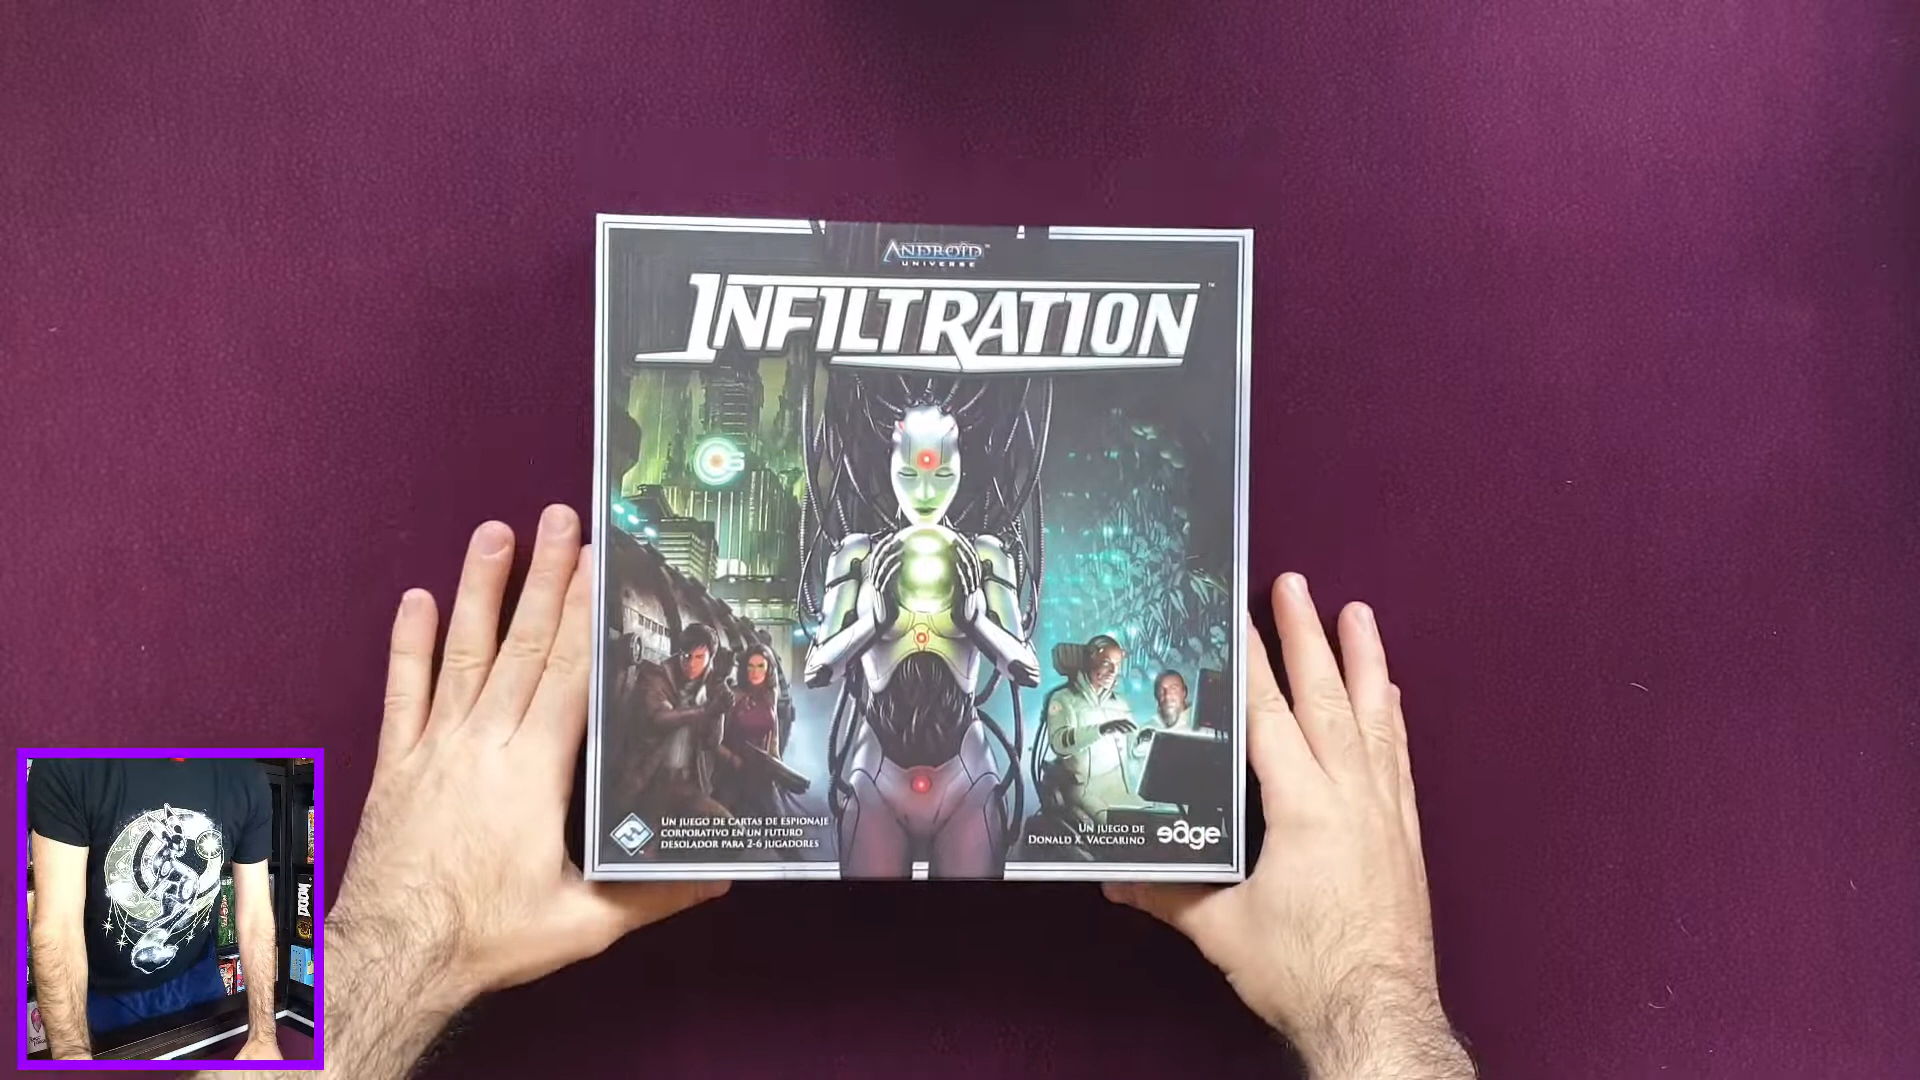 ANDROID
UNIVERSE
INFILTRATION
UN JUEGO DE CARTAS DE ESPIONAJE
CORPORATIVO EN UN FUTURO
DESOLADOR PARA 2-6 JUGADORES
UN JUEGO DE
DONALD X. VACCARINO
edge